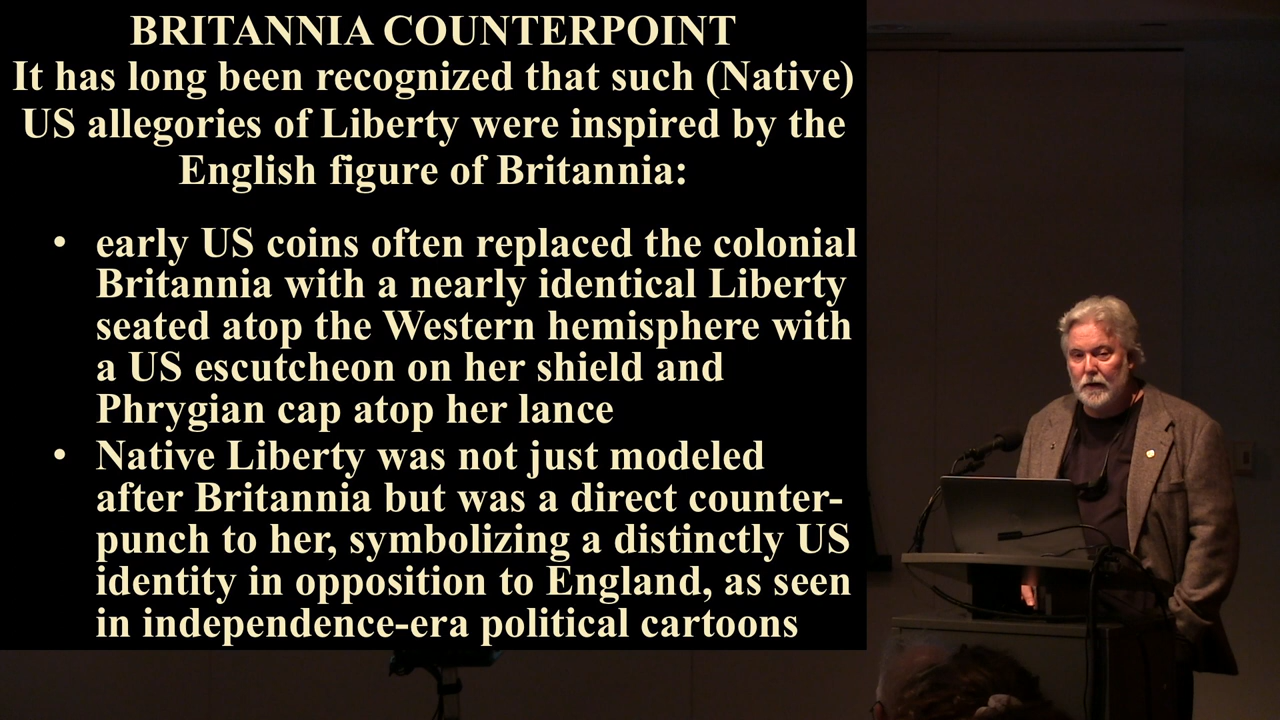 BRITANNIA COUNTERPOINT
It has long been recognized that such (Native)
US allegories of Liberty were inspired by the
English figure of Britannia:
• early US coins often replaced the colonial
Britannia with a nearly identical Liberty
seated atop the Western hemisphere with
a US escutcheon on her shield and
Phrygian cap atop her lance
• Native Liberty was not just modeled
after Britannia but was a direct counter-
punch to her, symbolizing a distinctly US
identity in opposition to England, as seen
in independence-era political cartoons